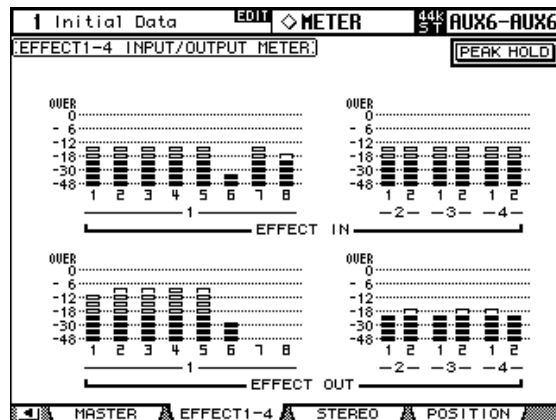 1 Initial Data EDIT ◇METER 44k ST AUX6-AUX6
EFFECT1-4 INPUT/OUTPUT METER
PEAK HOLD
OVER OVER
0 0
- 6 - 6
-12 -12
-18 -18
-30 -30
-48 -48
1 2 3 4 5 6 7 8 1 2 1 2 1 2
1 -2- -3- -4-
EFFECT IN
OVER OVER
0 0
- 6 - 6
-12 -12
-18 -18
-30 -30
-48 -48
1 2 3 4 5 6 7 8 1 2 1 2 1 2
1 -2- -3- -4-
EFFECT OUT
MASTER EFFECT1-4 STEREO POSITION